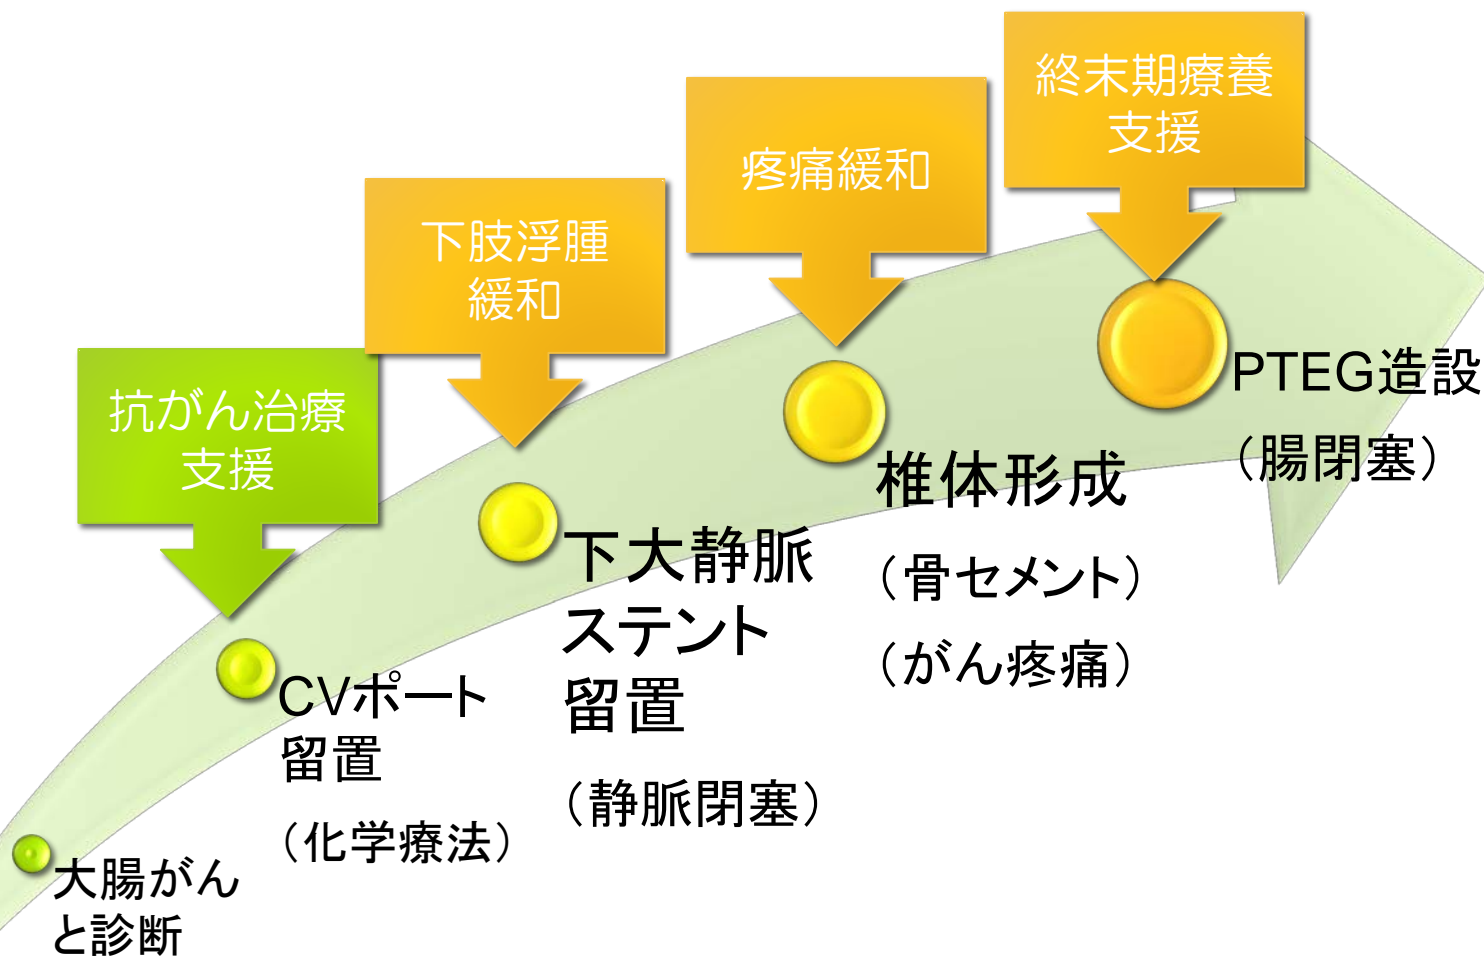 大腸がん
と診断
抗がん治療
支援
CVポート
留置
（化学療法）
下肢浮腫
緩和
下大静脈
ステント
留置
（静脈閉塞）
疼痛緩和
椎体形成
（骨セメント）
（がん疼痛）
終末期療養
支援
PTEG造設
（腸閉塞）